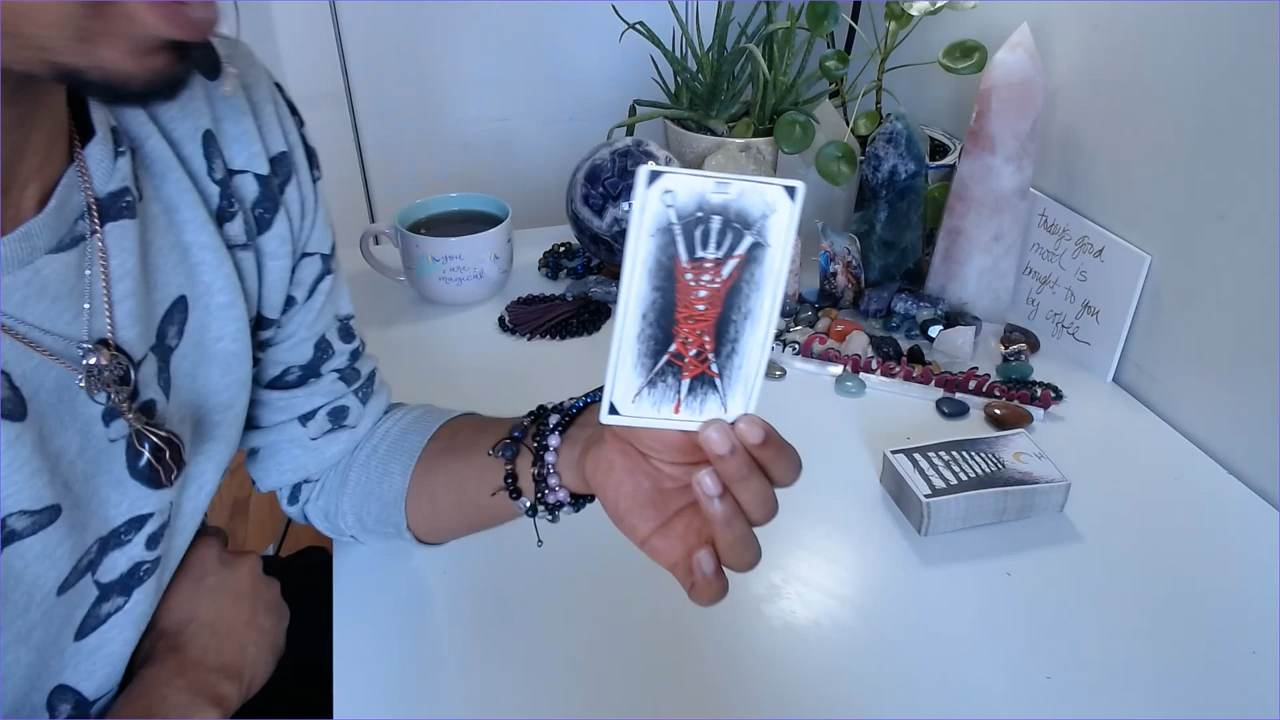 you
are
magical
today's good
mood is
brought to you
by coffee
Conversations